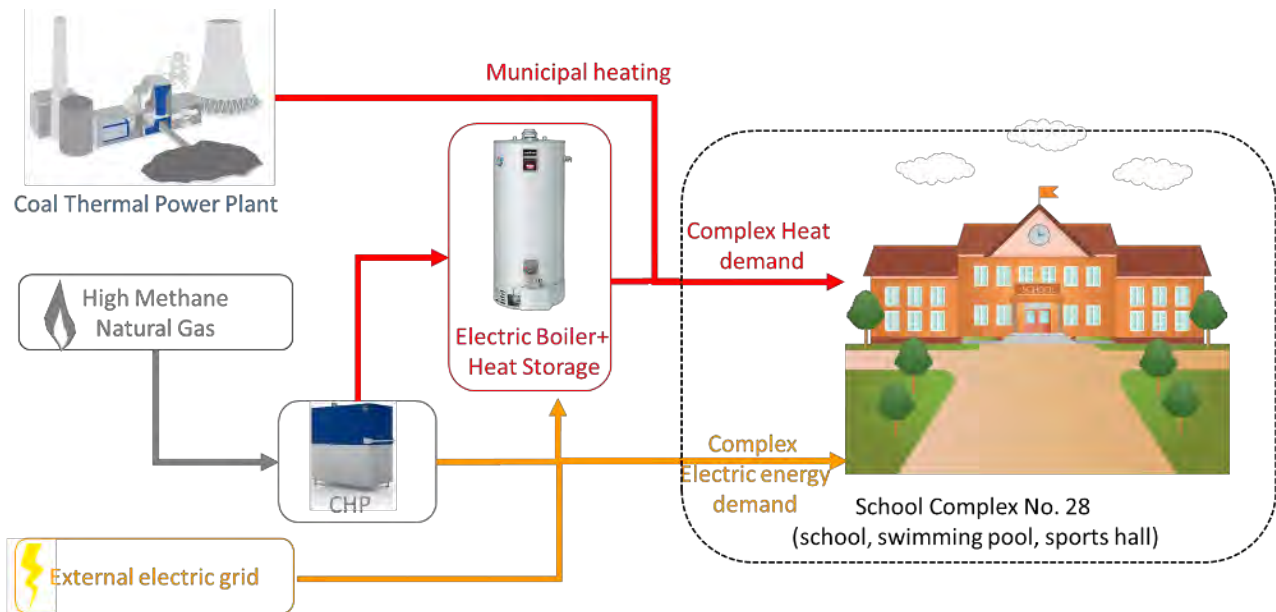 Municipal heating
Coal Thermal Power Plant
High Methane
Natural Gas
Electric Boiler+
Heat Storage
Complex Heat
demand
SCHOOL
CHP
Complex
Electric energy
demand
School Complex No. 28
(school, swimming pool, sports hall)
External electric grid